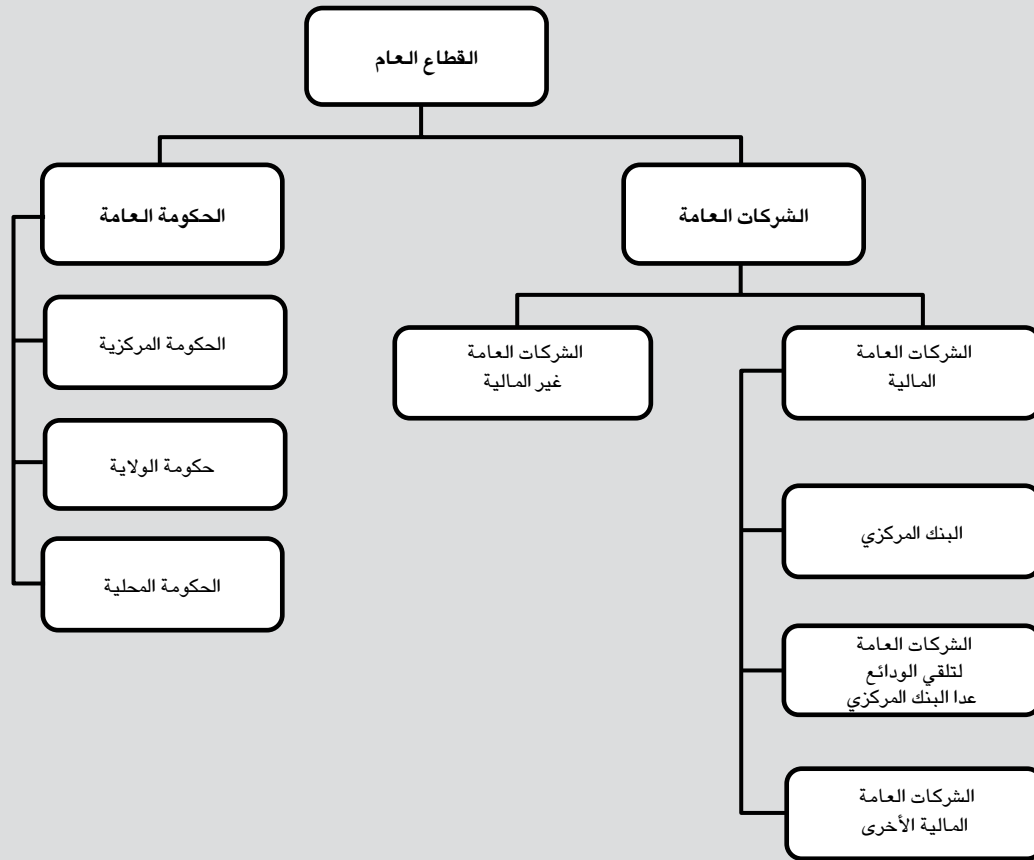 القطاع العام
الشركات العامة
الحكومة العامة
الشركات العامة
المالية
الشركات العامة
غير المالية
البنك المركزي
الشركات العامة
لتلقي الودائع
عدا البنك المركزي
الشركات العامة
المالية الأخرى
الحكومة المركزية
حكومة الولاية
الحكومة المحلية